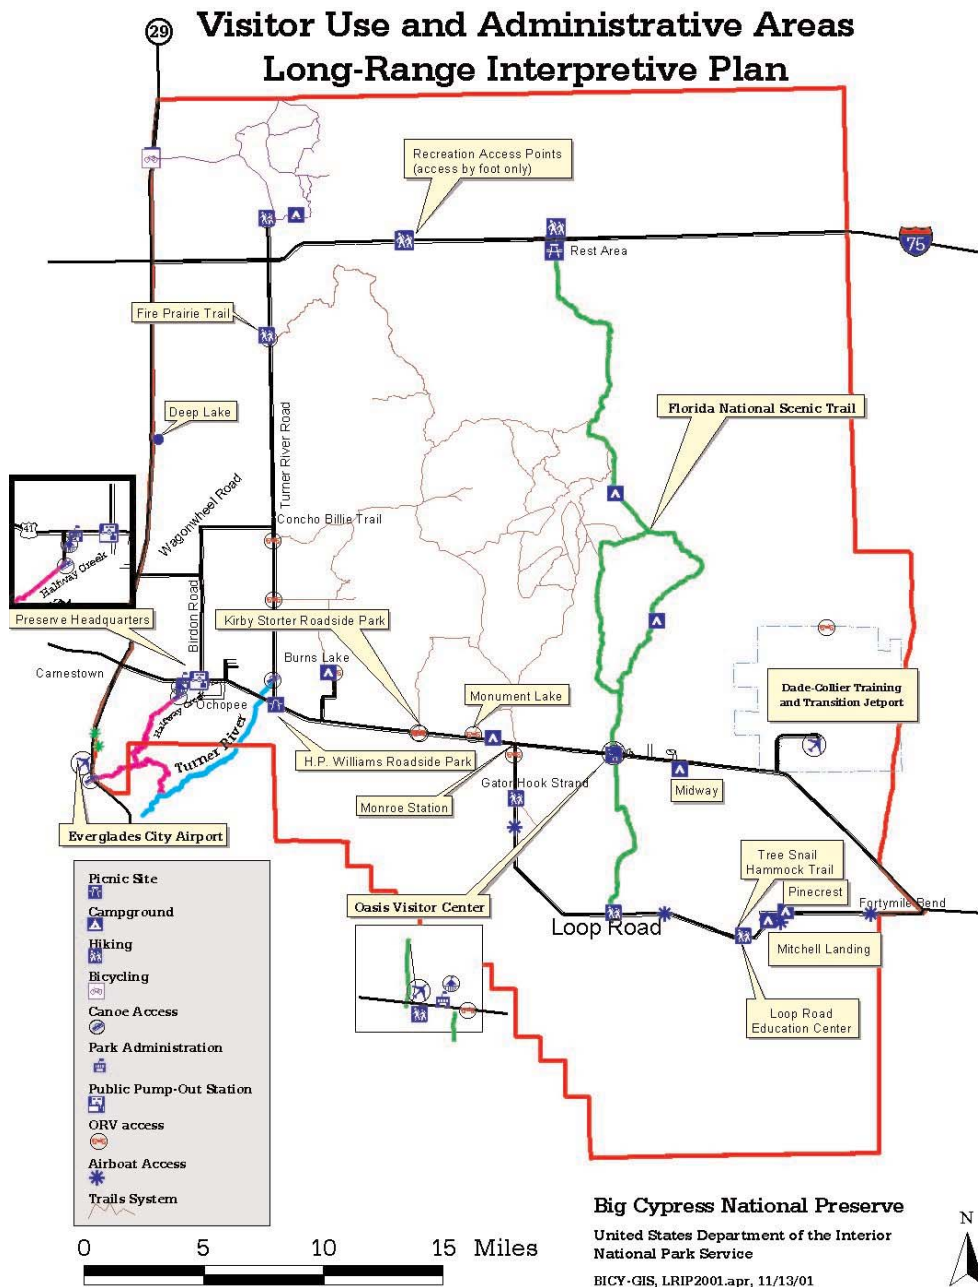 Visitor Use and Administrative Areas
Long-Range Interpretive Plan
29
Recreation Access Points
(access by foot only)
75
Rest Area
Fire Prairie Trail
Florida National Scenic Trail
Deep Lake
Turner River Road
Wagonwheel Road
Concho Billie Trail
41
Halfway Creek
Birdon Road
Preserve Headquarters
Kirby Storter Roadside Park
Carnestown
Burns Lake
Ochopee
Monument Lake
Dade-Collier Training
and Transition Jetport
Halfway Creek
Turner River
H.P. Williams Roadside Park
Gator Hook Strand
Midway
Monroe Station
Everglades City Airport
Tree Snail
Hammock Trail
Pinecrest
Fortymile Bend
Oasis Visitor Center
Loop Road
Mitchell Landing
Loop Road
Education Center
Picnic Site
Campground
Hiking
Bicycling
Canoe Access
Park Administration
Public Pump-Out Station
ORV access
Airboat Access
Trails System
0 5 10 15 Miles
Big Cypress National Preserve
United States Department of the Interior
National Park Service
BICY-GIS, LRIP2001.apr, 11/13/01
N